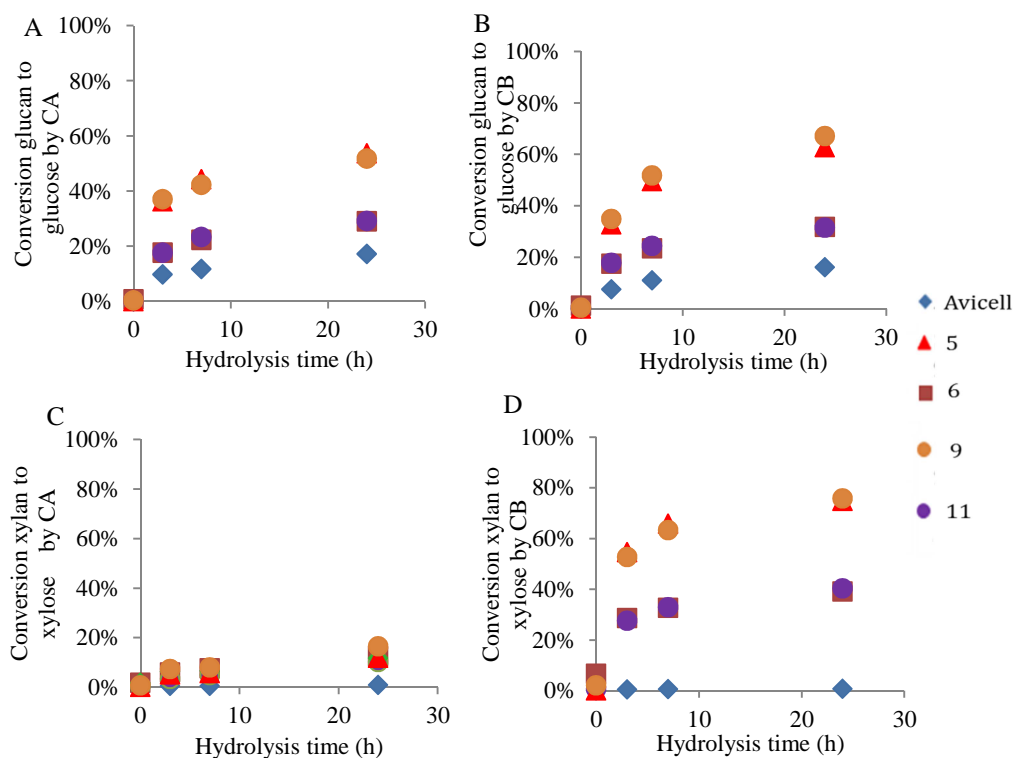 A
Conversion glucan to
glucose by CA
100%
80%
60%
40%
20%
0%
0
10
20
30
Hydrolysis time (h)
B
Conversion glucan to
glucose by CB
100%
80%
60%
40%
20%
0%
0
10
20
30
Hydrolysis time (h)
Avicell
5
6
9
11
C
Conversion xylan to
xylose by CA
100%
80%
60%
40%
20%
0%
0
10
20
30
Hydrolysis time (h)
D
Conversion xylan to
xylose by CB
100%
80%
60%
40%
20%
0%
0
10
20
30
Hydrolysis time (h)